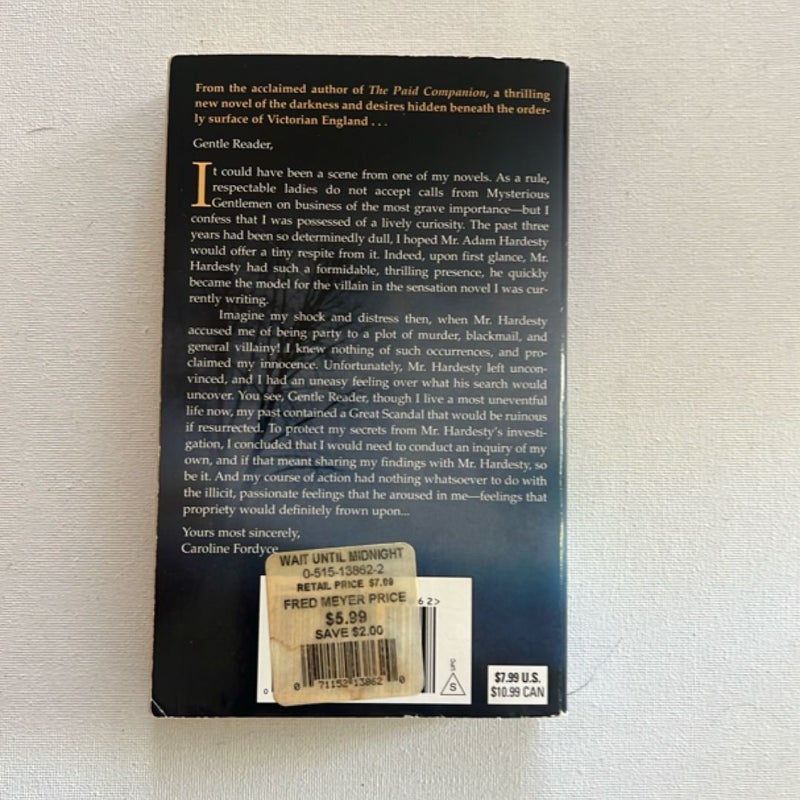 From the acclaimed author of The Paid Companion, a thrilling
new novel of the darkness and desires hidden beneath the order-
ly surface of Victorian England . . .
Gentle Reader,
It could have been a scene from one of my novels. As a rule,
respectable ladies do not accept calls from Mysterious
Gentlemen on business of the most grave importance—but I
confess that I was possessed of a lively curiosity. The past three
years had been so determinedly dull, I hoped Mr. Adam Hardesty
would offer a tiny respite from it. Indeed, upon first glance, Mr.
Hardesty had such a formidable, thrilling presence, he quickly
became the model for the villain in the sensation novel I was cur-
rently writing.
Imagine my shock and distress then, when Mr. Hardesty
accused me of being party to a plot of murder, blackmail, and
general villainy! I knew nothing of such occurrences, and pro-
claimed my innocence. Unfortunately, Mr. Hardesty left uncon-
vinced, and I had an uneasy feeling over what his search would
uncover. You see, Gentle Reader, though I live a most uneventful
life now, my past contained a Great Scandal that would be ruinous
if resurrected. To protect my secrets from Mr. Hardesty's investi-
gation, I concluded that I would need to conduct an inquiry of my
own, and if that meant sharing my findings with Mr. Hardesty, so
be it. And my course of action had nothing whatsoever to do with
the illicit, passionate feelings that he aroused in me—feelings that
propriety would definitely frown upon...
Yours most sincerely,
Caroline Fordyce
WAIT UNTIL MIDNIGHT
0-515-13862-2
RETAIL PRICE $7.99
FRED MEYER PRICE
$5.99
SAVE $2.00
0 71152 13862 0
62>
0
S
$7.99 U.S.
$10.99 CAN